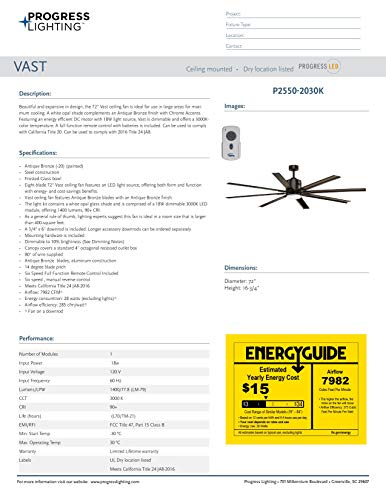 PROGRESS
LIGHTING™
Project:
Fixture Type:
Location:
Contact:
VAST
Ceiling mounted • Dry location listed PROGRESS LED
P2550-2030K
Description:
Beautiful and expansive in design, the 72" Vast ceiling fan is ideal for use in large areas for maximum cooling. A white opal shade complements an Antique Bronze finish with Chrome Accents.
Featuring an energy efficient DC motor with 18W light source, Vast is dimmable and offers a 3000K color temperature. A full function remote control with batteries is included. Can be used to comply with California Title 20. Can be used to comply with 2016 Title 24 JA8.
Images:
Specifications:
- Antique Bronze (-20) (painted)
- Steel construction
- Frosted Glass bowl
- Eight-blade 72" Vast ceiling fan features an LED light source, offering both form and function with energy- and cost savings benefits
- Vast ceiling fan features Antique Bronze blades with an Antique Bronze finish
- The light kit contains a white opal glass shade and is comprised of a 18W dimmable 3000K LED module, offering 1400 lumens, 90+ CRI.
- As a general rule of thumb, lighting experts suggest this fan is ideal in a room size that is larger than 400 square feet
- A 3/4" x 6" downrod is included. Longer accessory downrods can be ordered separately
- Mounting hardware is included
- Dimmable to 10% brightness (See Dimming Notes)
- Canopy covers a standard 4" octagonal recessed outlet box
- 80" of wire supplied
- Antique Bronze blades, aluminum construction
- 14 degree blade pitch
- Six Speed Full Function Remote Control Included
- Six speed, manual reverse control
- Meets California Title 24 JA8-2016
- Airflow: 7982 CFM^
- Energy consumption: 28 watts (excluding lights)^
- Airflow efficiency: 285 cfm/watt^
- ^ Fan on a downrod
Dimensions:
Diameter: 72"
Height: 16-3/4"
Performance:
Number of Modules 1
Input Power 18w
Input Voltage 120 V
Input Frequency 60 Hz
Lumens/LPW 1400/77.8 (LM-79)
CCT 3000 K
CRI 90+
Life (hours) (L70/TM-21)
EMI/RFI FCC Title 47, Part 15 Class B
Min. Start Temp -30 °C
Max. Operating Temp 30 °C
Warranty Limited Lifetime warranty
Labels UL Dry location listed
Meets California Title 24 JA8-2016
ENERGYGUIDE
Estimated
Yearly Energy Cost
$15
Airflow
7982
Cubic Feet Per Minute
Cost Range of Similar Models
For more information visit our website: www.progresslighting.com
Progress Lighting • 701 Millennium Boulevard • Greenville, SC 29607